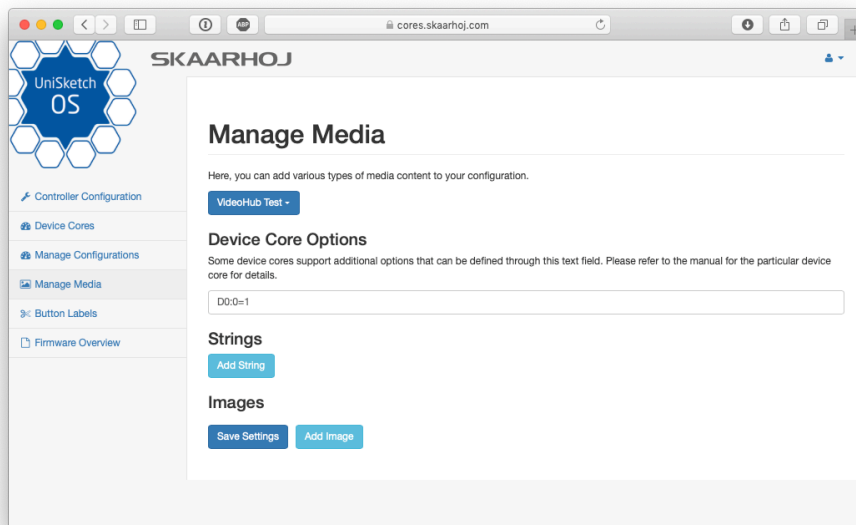 cores.skaarhoj.com
ABP
UniSketch
OS
SKAARHOJ
Controller Configuration
Device Cores
Manage Configurations
Manage Media
Button Labels
Firmware Overview
Manage Media
Here, you can add various types of media content to your configuration.
VideoHub Test
Device Core Options
Some device cores support additional options that can be defined through this text field. Please refer to the manual for the particular device
core for details.
D0:0=1
Strings
Add String
Images
Save Settings Add Image